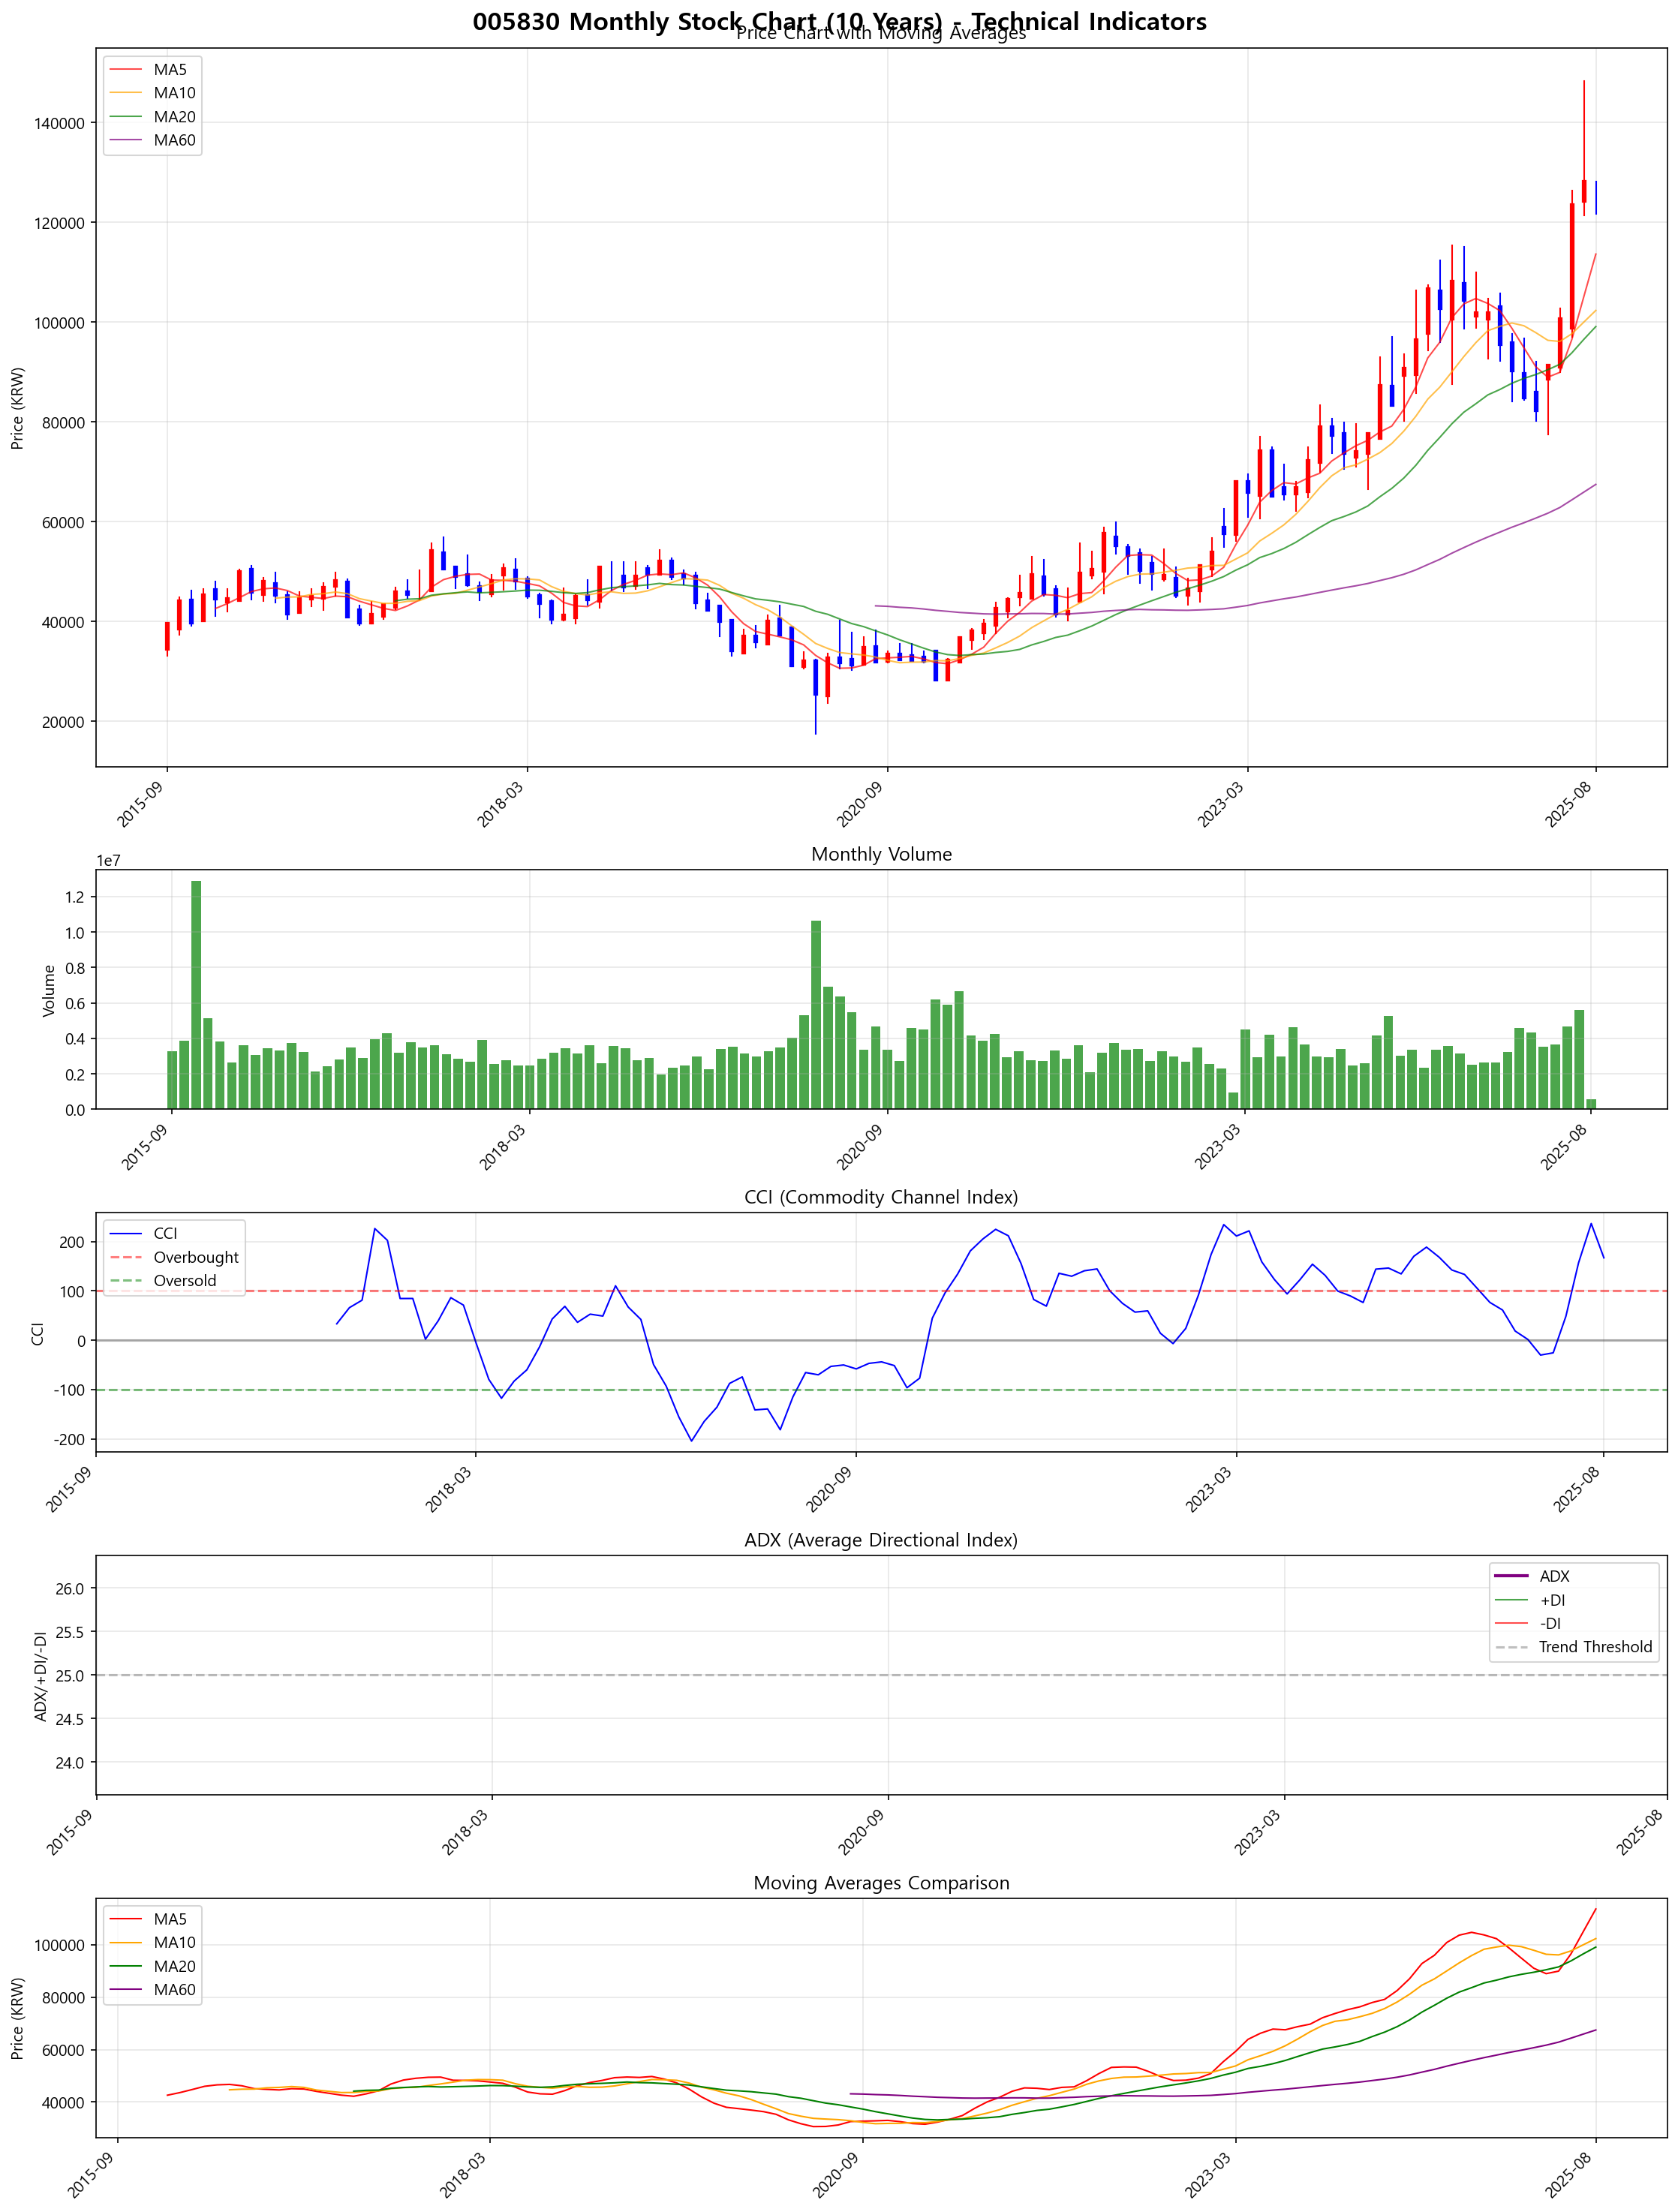 005830 Monthly Stock Chart (10 Years) - Technical Indicators
Price Chart with Moving Averages
MA5
MA10
MA20
MA60
Price (KRW)
140000
120000
100000
80000
60000
40000
20000
2015-09
2018-03
2020-09
2023-03
2025-08
Monthly Volume
1e7
Volume
1.2
1.0
0.8
0.6
0.4
0.2
0.0
2015-09
2018-03
2020-09
2023-03
2025-08
CCI (Commodity Channel Index)
CCI
Overbought
Oversold
CCI
200
100
0
-100
-200
2015-09
2018-03
2020-09
2023-03
2025-08
ADX (Average Directional Index)
ADX
+DI
-DI
Trend Threshold
ADX/+DI/-DI
26.0
25.5
25.0
24.5
24.0
2015-09
2018-03
2020-09
2023-03
2025-08
Moving Averages Comparison
MA5
MA10
MA20
MA60
Price (KRW)
100000
80000
60000
40000
2015-09
2018-03
2020-09
2023-03
2025-08